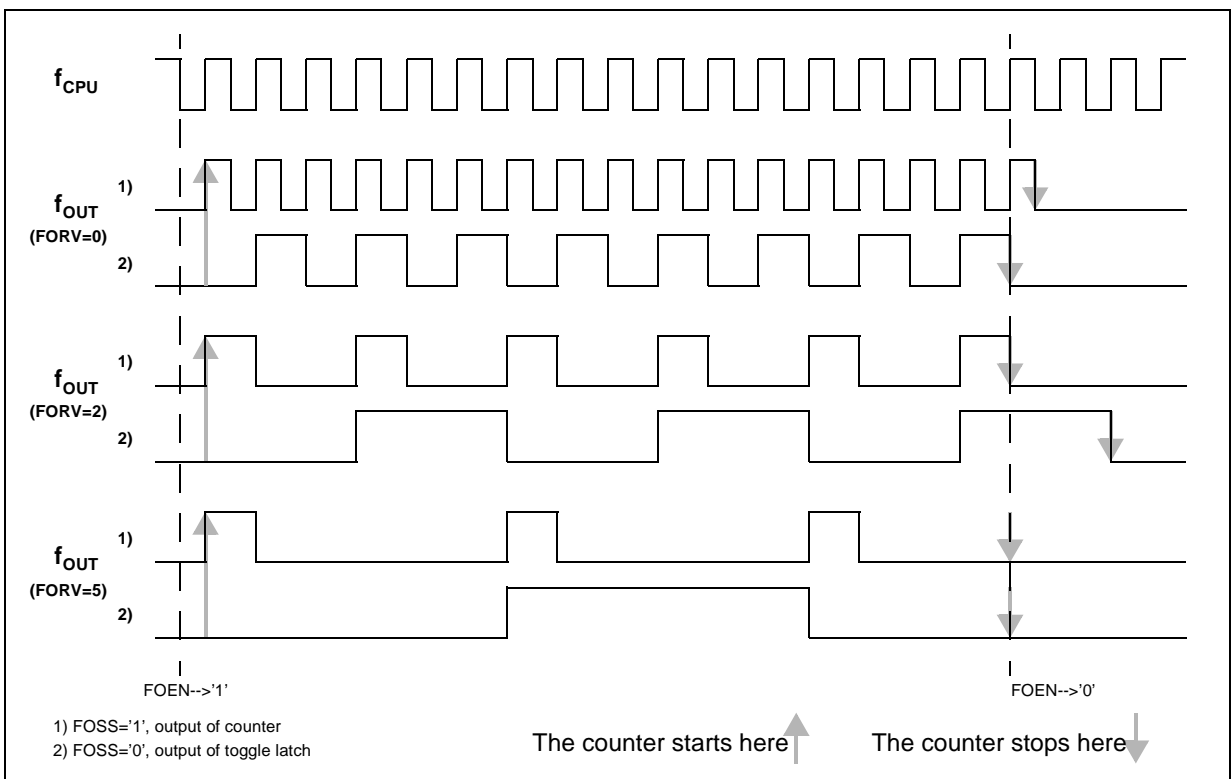 fCPU
1)
fOUT
(FORV=0)
2)
1)
fOUT
(FORV=2)
2)
1)
fOUT
(FORV=5)
2)
FOEN-->'1'
FOEN-->'0'
1) FOSS='1', output of counter
2) FOSS='0', output of toggle latch
The counter starts here
The counter stops here